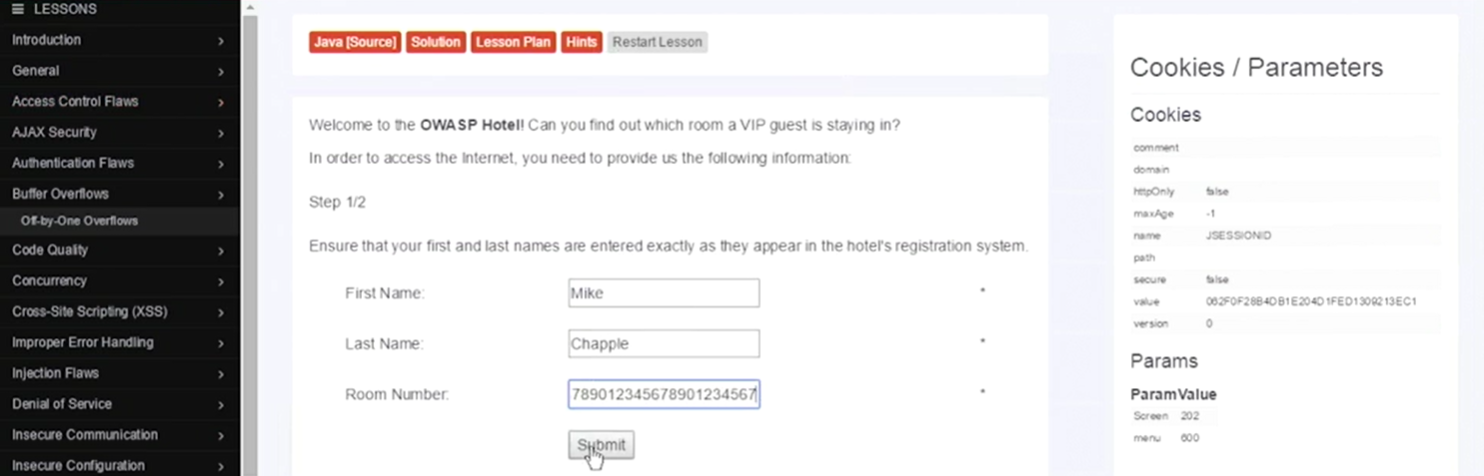 LESSONS
Introduction
General
Access Control Flaws
AJAX Security
Authentication Flaws
Buffer Overflows
Off-by-One Overflows
Code Quality
Concurrency
Cross-Site Scripting (XSS)
Improper Error Handling
Injection Flaws
Denial of Service
Insecure Communication
Insecure Configuration
Java [Source] Solution Lesson Plan Hints Restart Lesson
Welcome to the OWASP Hotel! Can you find out which room a VIP guest is staying in?
In order to access the Internet, you need to provide us the following information:
Step 1/2
Ensure that your first and last names are entered exactly as they appear in the hotel's registration system.
First Name: Mike *
Last Name: Chapple *
Room Number: 789012345678901234567 *
Submit
Cookies / Parameters
Cookies
comment
domain
httpOnly false
maxAge -1
name JSESSIONID
path
secure false
value 062F0F28B4DB1E204D1FED1309213EC1
version 0
Params
ParamValue
Screen 202
menu 600